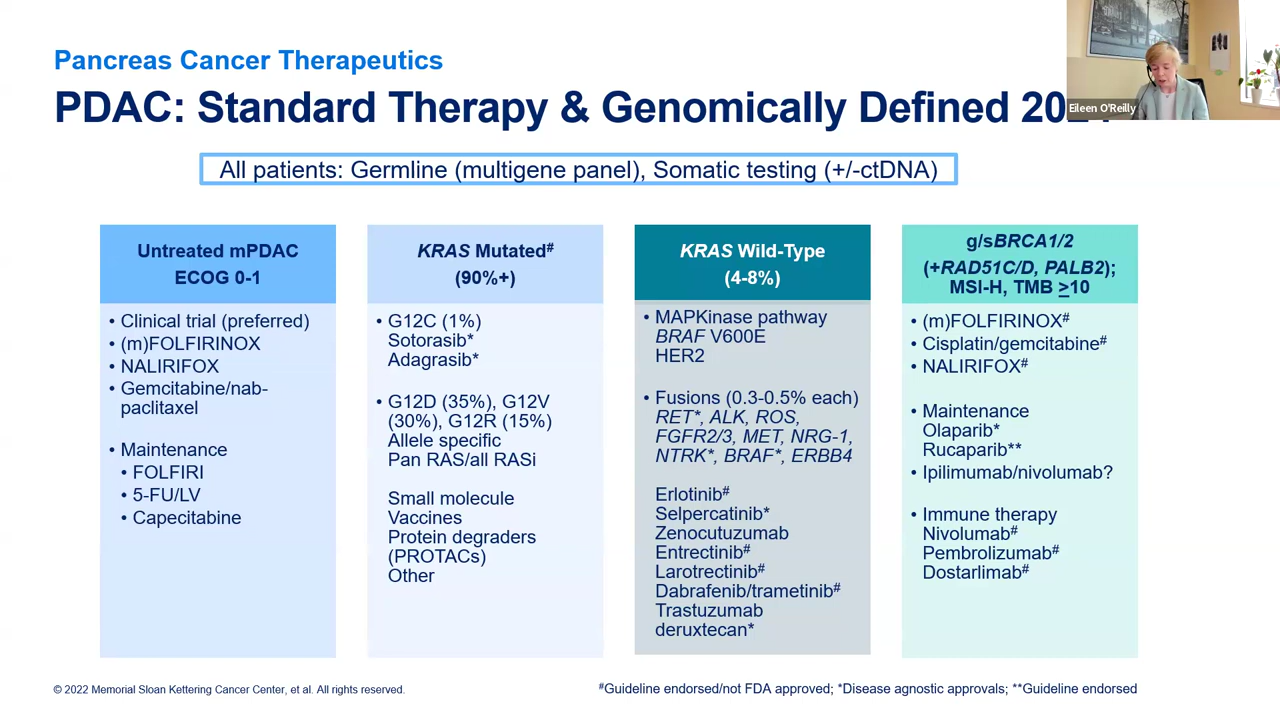 Pancreas Cancer Therapeutics
PDAC: Standard Therapy & Genomically Defined
Eileen O'Reilly
All patients: Germline (multigene panel), Somatic testing (+/-ctDNA)
Untreated mPDAC
ECOG 0-1
• Clinical trial (preferred)
• (m)FOLFIRINOX
• NALIRIFOX
• Gemcitabine/nab-
paclitaxel
• Maintenance
• FOLFIRI
• 5-FU/LV
• Capecitabine
KRAS Mutated#
(90%+)
• G12C (1%)
Sotorasib*
Adagrasib*
• G12D (35%), G12V
(30%), G12R (15%)
Allele specific
Pan RAS/all RASi
Small molecule
Vaccines
Protein degraders
(PROTACs)
Other
KRAS Wild-Type
(4-8%)
• MAPKinase pathway
BRAF V600E
HER2
• Fusions (0.3-0.5% each)
RET*, ALK, ROS,
FGFR2/3, MET, NRG-1,
NTRK*, BRAF*, ERBB4
Erlotinib#
Selpercatinib*
Zenocutuzumab
Entrectinib#
Larotrectinib#
Dabrafenib/trametinib#
Trastuzumab
deruxtecan*
g/sBRCA1/2
(+RAD51C/D, PALB2);
MSI-H, TMB ≥10
• (m)FOLFIRINOX#
• Cisplatin/gemcitabine#
• NALIRIFOX#
• Maintenance
Olaparib*
Rucaparib**
• Ipilimumab/nivolumab?
• Immune therapy
Nivolumab#
Pembrolizumab#
Dostarlimab#
© 2022 Memorial Sloan Kettering Cancer Center, et al. All rights reserved.
#Guideline endorsed/not FDA approved; *Disease agnostic approvals; **Guideline endorsed